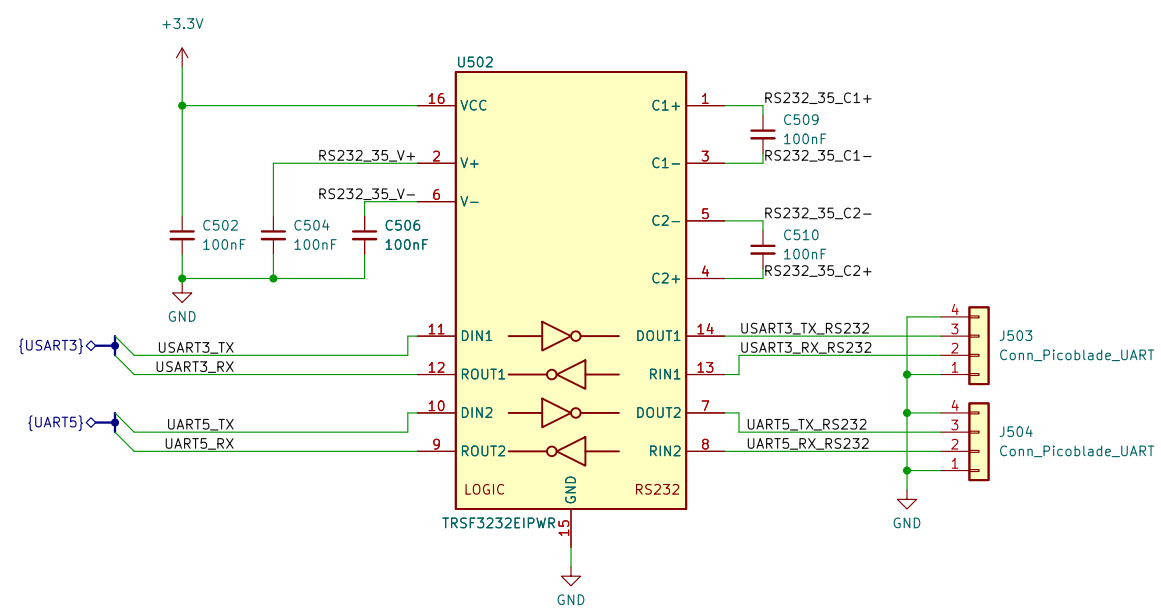 +3.3V
U502
16
VCC
C1+
1
RS232_35_C1+
C509
100nF
RS232_35_V+
2
V+
C1-
3
RS232_35_C1-
RS232_35_V-
6
V-
C2-
5
RS232_35_C2-
C502
100nF
C504
100nF
C506
100nF
C510
100nF
C2+
4
RS232_35_C2+
GND
{USART3}
USART3_TX
11
DIN1
DOUT1
14
USART3_TX_RS232
USART3_RX
12
ROUT1
RIN1
13
USART3_RX_RS232
4
3
2
1
J503
Conn_Picoblade_UART
{UART5}
UART5_TX
10
DIN2
DOUT2
7
UART5_TX_RS232
UART5_RX
9
ROUT2
RIN2
8
UART5_RX_RS232
4
3
2
1
J504
Conn_Picoblade_UART
LOGIC
GND
RS232
TRSF3232EIPWR
15
GND
GND